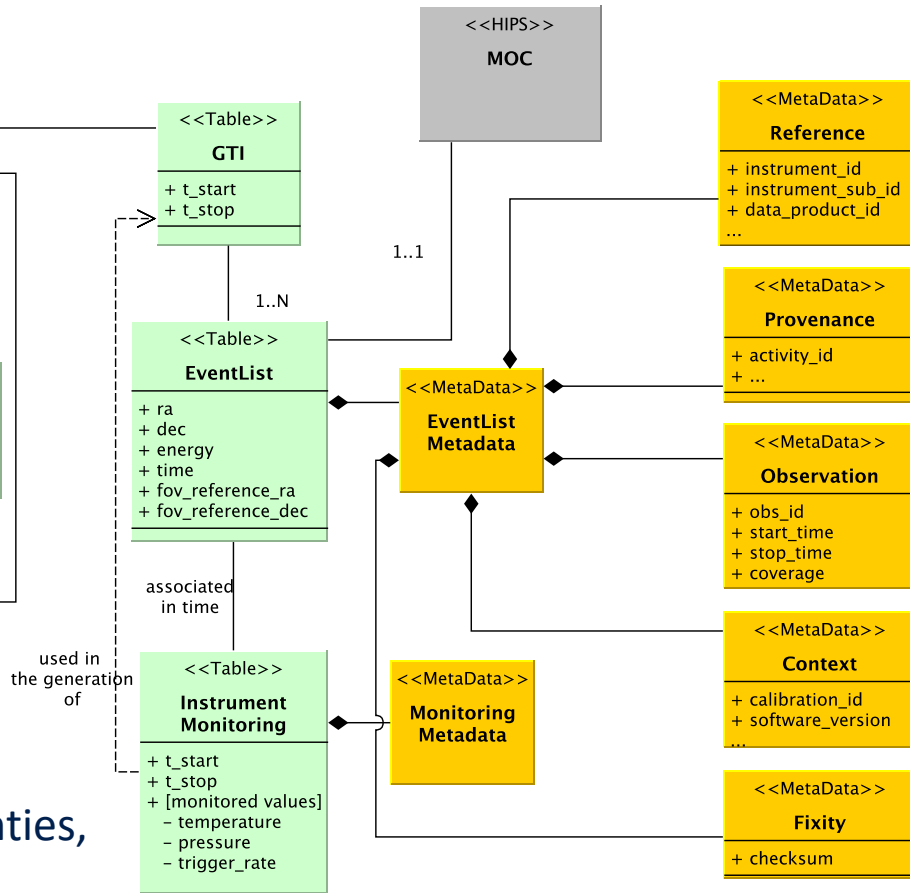 <<HIPS>>
MOC
<<Table>>
GTI
+ t_start
+ t_stop
<<MetaData>>
Reference
+ instrument_id
+ instrument_sub_id
+ data_product_id
...
1..1
1..N
<<Table>>
EventList
+ ra
+ dec
+ energy
+ time
+ fov_reference_ra
+ fov_reference_dec
<<MetaData>>
EventList
Metadata
<<MetaData>>
Provenance
+ activity_id
+ ...
<<MetaData>>
Observation
+ obs_id
+ start_time
+ stop_time
+ coverage
associated
in time
used in
the generation
of
<<Table>>
Instrument
Monitoring
+ t_start
+ t_stop
+ [monitored values]
– temperature
– pressure
– trigger_rate
<<MetaData>>
Monitoring
Metadata
<<MetaData>>
Context
+ calibration_id
+ software_version
...
<<MetaData>>
Fixity
+ checksum
nties,